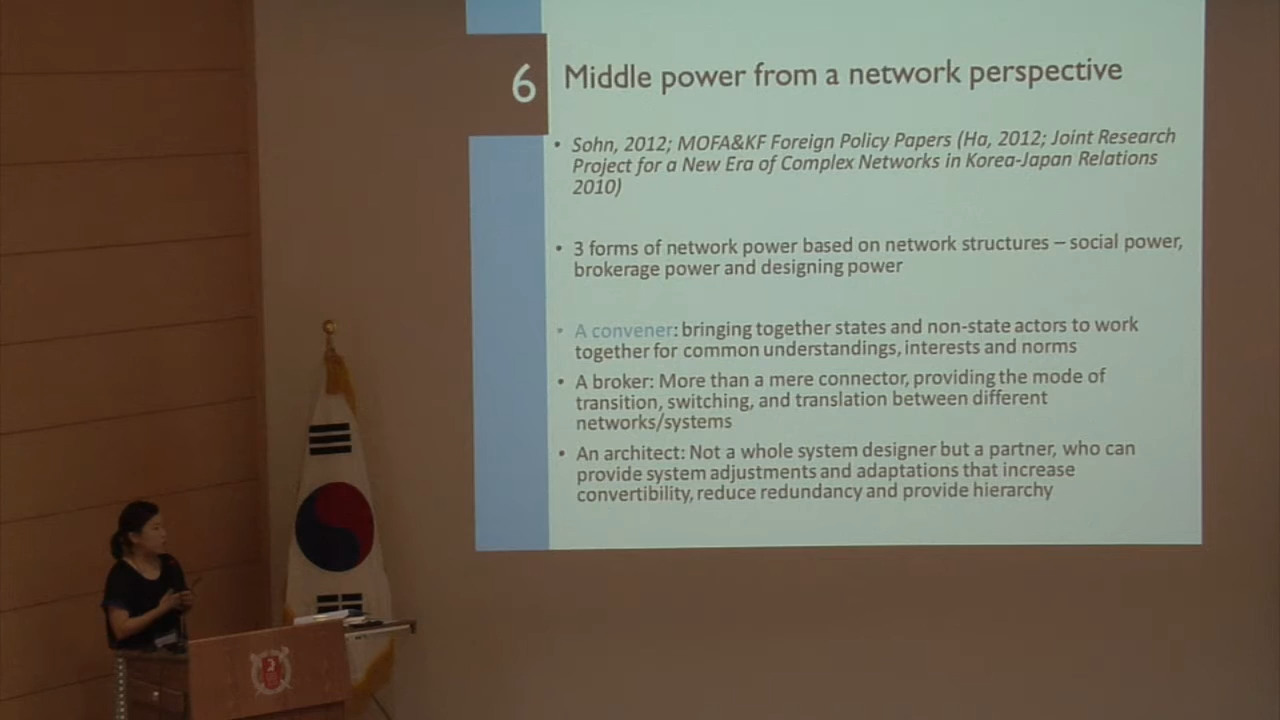 6
Middle power from a network perspective
• Sohn, 2012; MOFA&KF Foreign Policy Papers (Ha, 2012; Joint Research
Project for a New Era of Complex Networks in Korea-Japan Relations
2010)
• 3 forms of network power based on network structures – social power,
brokerage power and designing power
• A convener: bringing together states and non-state actors to work
together for common understandings, interests and norms
• A broker: More than a mere connector, providing the mode of
transition, switching, and translation between different
networks/systems
• An architect: Not a whole system designer but a partner, who can
provide system adjustments and adaptations that increase
convertibility, reduce redundancy and provide hierarchy